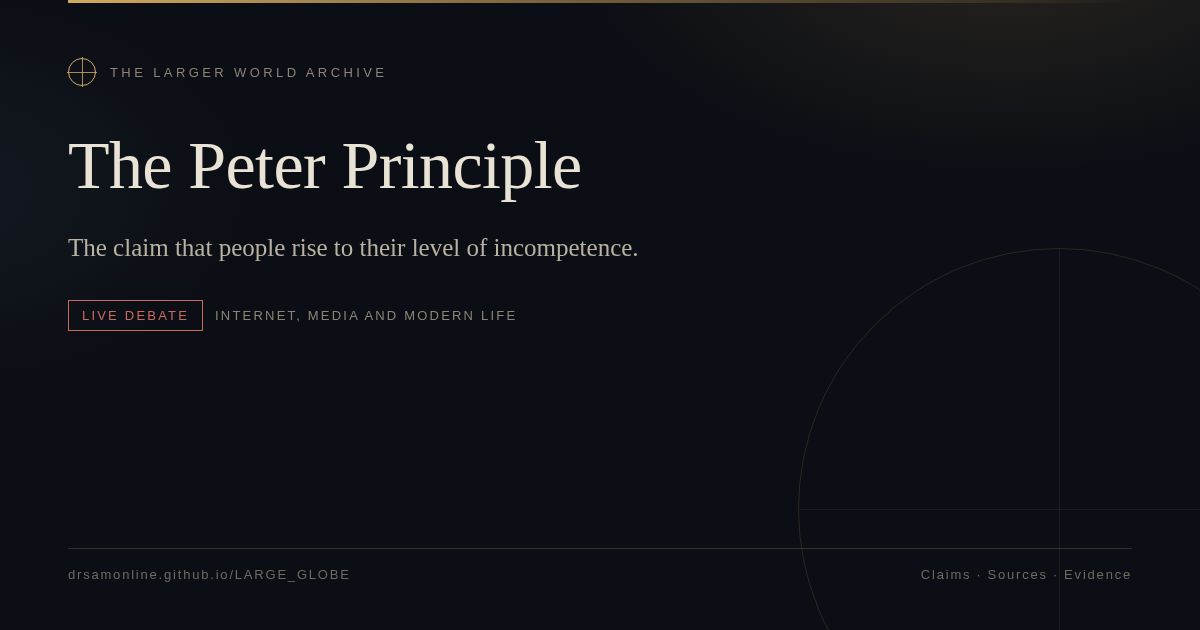 THE LARGER WORLD ARCHIVE
The Peter Principle
The claim that people rise to their level of incompetence.
LIVE DEBATE INTERNET, MEDIA AND MODERN LIFE
drsamonline.github.io/LARGE_GLOBE Claims · Sources · Evidence